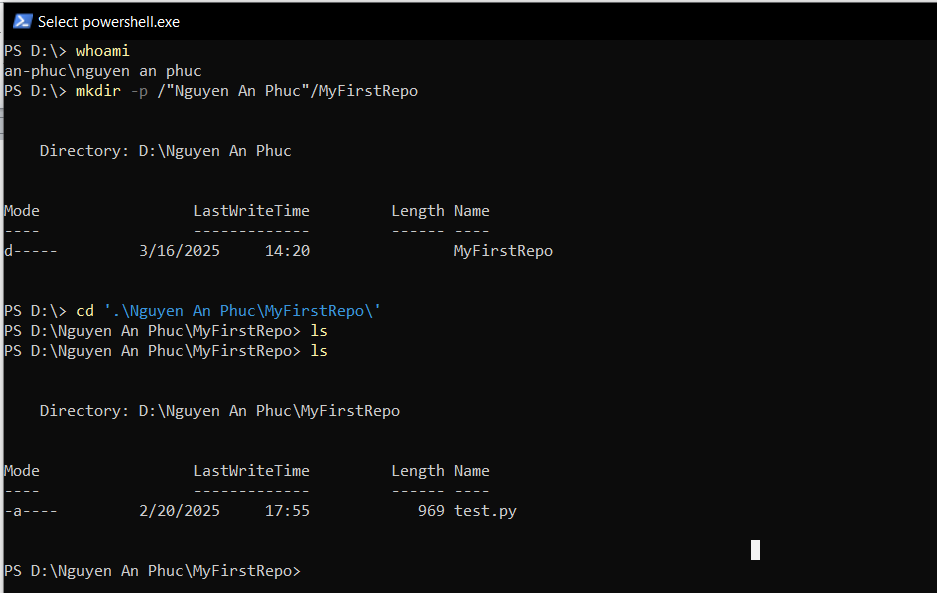 Select powershell.exe
PS D:\> whoami
an-phuc\nguyen an phuc
PS D:\> mkdir -p /"Nguyen An Phuc"/MyFirstRepo
Directory: D:\Nguyen An Phuc
Mode LastWriteTime Length Name
---- ------------- ------ ----
d----- 3/16/2025 14:20 MyFirstRepo
PS D:\> cd '.\Nguyen An Phuc\MyFirstRepo\'
PS D:\Nguyen An Phuc\MyFirstRepo> ls
PS D:\Nguyen An Phuc\MyFirstRepo> ls
Directory: D:\Nguyen An Phuc\MyFirstRepo
Mode LastWriteTime Length Name
---- ------------- ------ ----
-a---- 2/20/2025 17:55 969 test.py
PS D:\Nguyen An Phuc\MyFirstRepo>